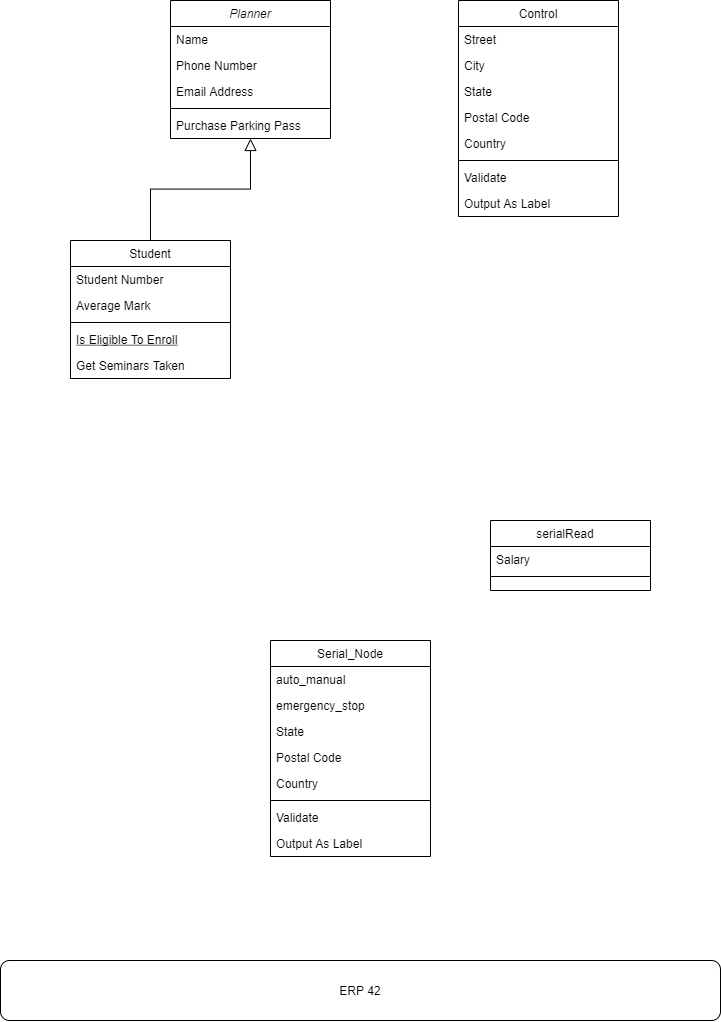 Planner
Name
Phone Number
Email Address
Purchase Parking Pass
Control
Street
City
State
Postal Code
Country
Validate
Output As Label
Student
Student Number
Average Mark
Is Eligible To Enroll
Get Seminars Taken
serialRead
Salary
Serial_Node
auto_manual
emergency_stop
State
Postal Code
Country
Validate
Output As Label
ERP 42